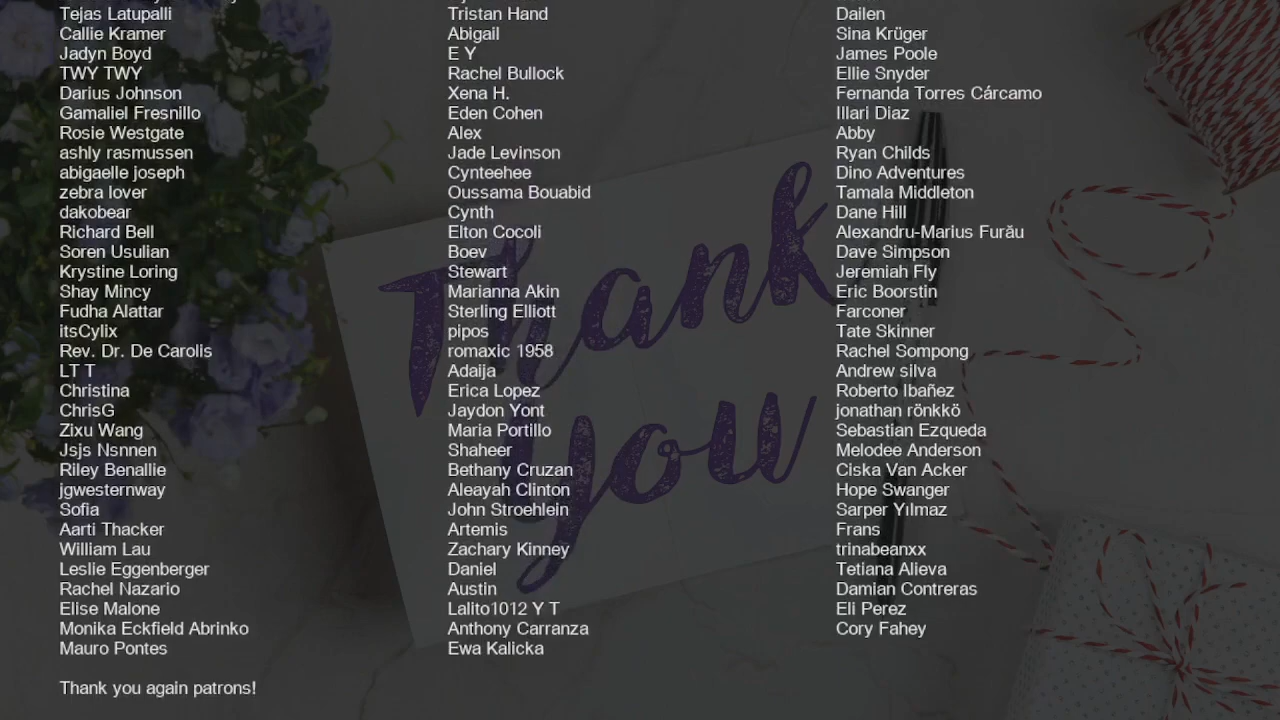 Tejas Latupalli
Callie Kramer
Jadyn Boyd
TWY TWY
Darius Johnson
Gamaliel Fresnillo
Rosie Westgate
ashly rasmussen
abigaelle joseph
zebra lover
dakobear
Richard Bell
Soren Usulian
Krystine Loring
Shay Mincy
Fudha Alattar
itsCylix
Rev. Dr. De Carolis
LT T
Christina
ChrisG
Zixu Wang
Jsjs Nsnnen
Riley Benallie
jgwesternway
Sofia
Aarti Thacker
William Lau
Leslie Eggenberger
Rachel Nazario
Elise Malone
Monika Eckfield Abrinko
Mauro Pontes
Thank you again patrons!
Tristan Hand
Abigail
E Y
Rachel Bullock
Xena H.
Eden Cohen
Alex
Jade Levinson
Cynteehee
Oussama Bouabid
Cynth
Elton Cocoli
Boev
Stewart
Marianna Akin
Sterling Elliott
pipos
romaxic 1958
Adaija
Erica Lopez
Jaydon Yont
Maria Portillo
Shaheer
Bethany Cruzan
Aleayah Clinton
John Stroehlein
Artemis
Zachary Kinney
Daniel
Austin
Lalito1012 Y T
Anthony Carranza
Ewa Kalicka
Dailen
Sina Krüger
James Poole
Ellie Snyder
Fernanda Torres Cárcamo
Illari Diaz
Abby
Ryan Childs
Dino Adventures
Tamala Middleton
Dane Hill
Alexandru-Marius Furău
Dave Simpson
Jeremiah Fly
Eric Boorstin
Farconer
Tate Skinner
Rachel Sompong
Andrew silva
Roberto Ibañez
jonathan rönkkö
Sebastian Ezqueda
Melodee Anderson
Ciska Van Acker
Hope Swanger
Sarper Yılmaz
Frans
trinabeanxx
Tetiana Alieva
Damian Contreras
Eli Perez
Cory Fahey
Thank
you